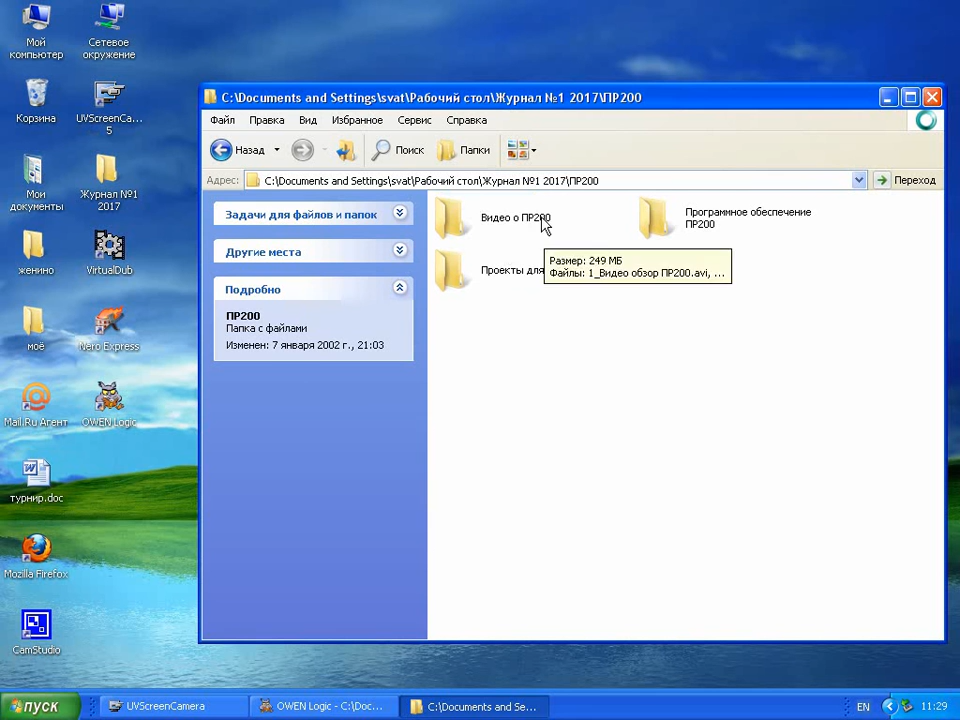 Мой
компьютер
Сетевое
окружение
Корзина
UVScreenCa...
5
Мои
документы
Журнал №1
2017
женино
VirtualDub
моё
Nero Express
Mail.Ru Агент
OWEN Logic
турнир.doc
Mozilla Firefox
CamStudio
C:\Documents and Settings\svat\Рабочий стол\Журнал №1 2017\ПР200
Файл Правка Вид Избранное Сервис Справка
Назад Поиск Папки
Адрес: C:\Documents and Settings\svat\Рабочий стол\Журнал №1 2017\ПР200 Переход
Задачи для файлов и папок
Другие места
Подробно
ПР200
Папка с файлами
Изменен: 7 января 2002 г., 21:03
Видео о ПР200
Программное обеспечение
ПР200
Проекты для
Размер: 249 МБ
Файлы: 1_Видео обзор ПР200.avi, ...
пуск UVScreenCamera OWEN Logic - C:\Doc... C:\Documents and Se... EN 11:29